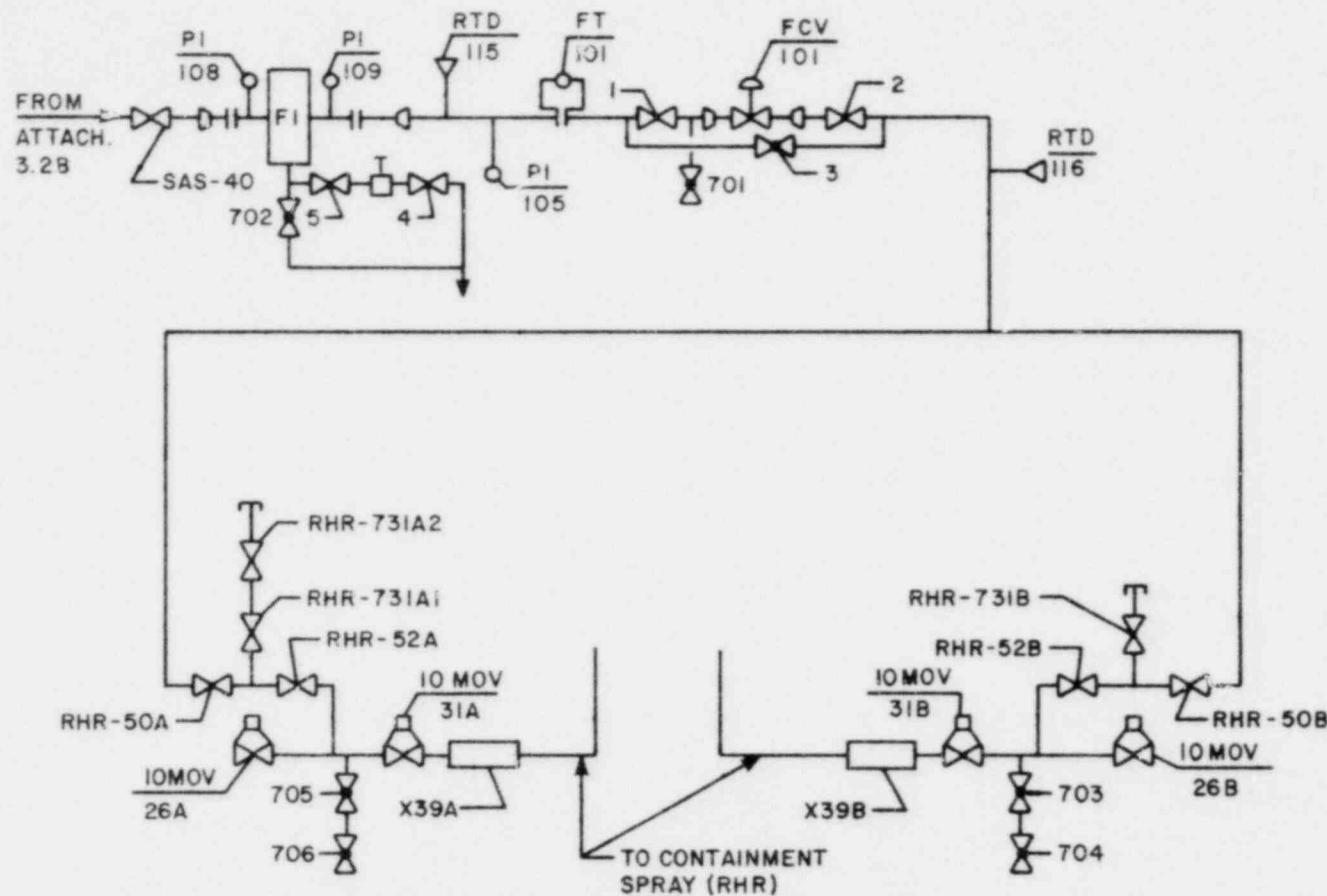 PI
108
PI
109
RTD
115
FT
101
FCV
101
1
2
FROM
ATTACH.
3.2B
F1
SAS-40
T
702
5
4
PI
105
701
3
RTD
116
RHR-731A2
RHR-731A1
RHR-52A
RHR-50A
10 MOV
31A
10MOV
26A
705
706
X39A
TO CONTAINMENT
SPRAY (RHR)
RHR-731B
RHR-52B
10 MOV
31B
RHR-50B
10 MOV
26B
X39B
703
704